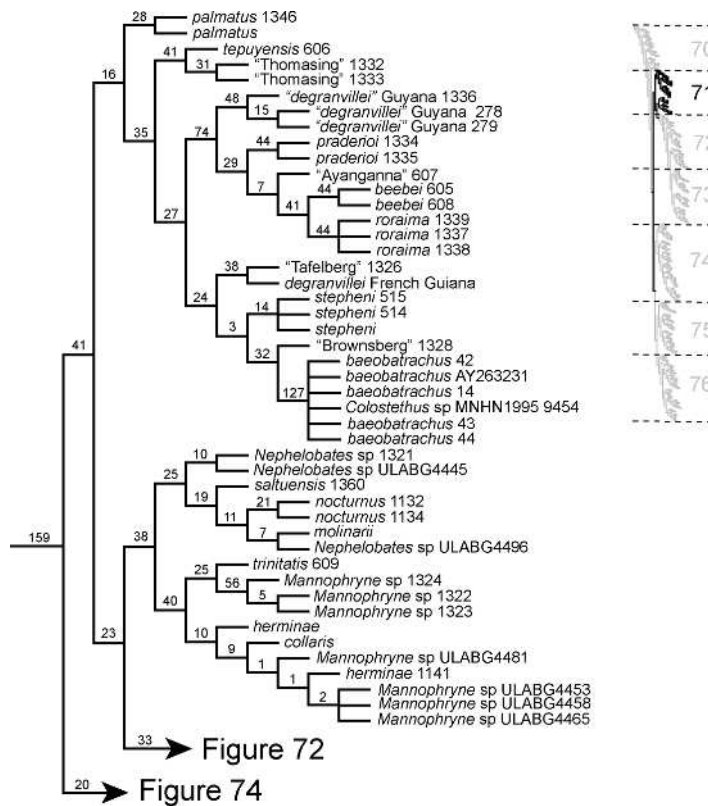 28
palmatus 1346
palmatus
16
41
tepuyensis 606
31
"Thomasing" 1332
"Thomasing" 1333
35
48
"degranvillei" Guyana 1336
15
"degranvillei" Guyana 278
"degranvillei" Guyana 279
74
44
praderioi 1334
praderioi 1335
29
7
"Ayanganna" 607
44
beebei 605
beebei 608
41
44
roraima 1339
roraima 1337
roraima 1338
27
38
"Tafelberg" 1326
degranvillei French Guiana
24
14
stepheni 515
stepheni 514
stepheni
3
32
"Brownsberg" 1328
127
baeobatrachus 42
baeobatrachus AY263231
baeobatrachus 14
Colostethus sp MNHN1995 9454
baeobatrachus 43
baeobatrachus 44
41
10
Nephelobates sp 1321
Nephelobates sp ULABG4445
25
19
saltuensis 1360
21
nocturnus 1132
nocturnus 1134
11
7
molinarii
Nephelobates sp ULABG4496
159
38
25
trinitatis 609
56
Mannophryne sp 1324
5
Mannophryne sp 1322
Mannophryne sp 1323
40
10
herminae
9
collaris
1
Mannophryne sp ULABG4481
1
herminae 1141
2
Mannophryne sp ULABG4453
Mannophryne sp ULABG4458
Mannophryne sp ULABG4465
23
33
Figure 72
20
Figure 74
70
71
72
73
74
75
76